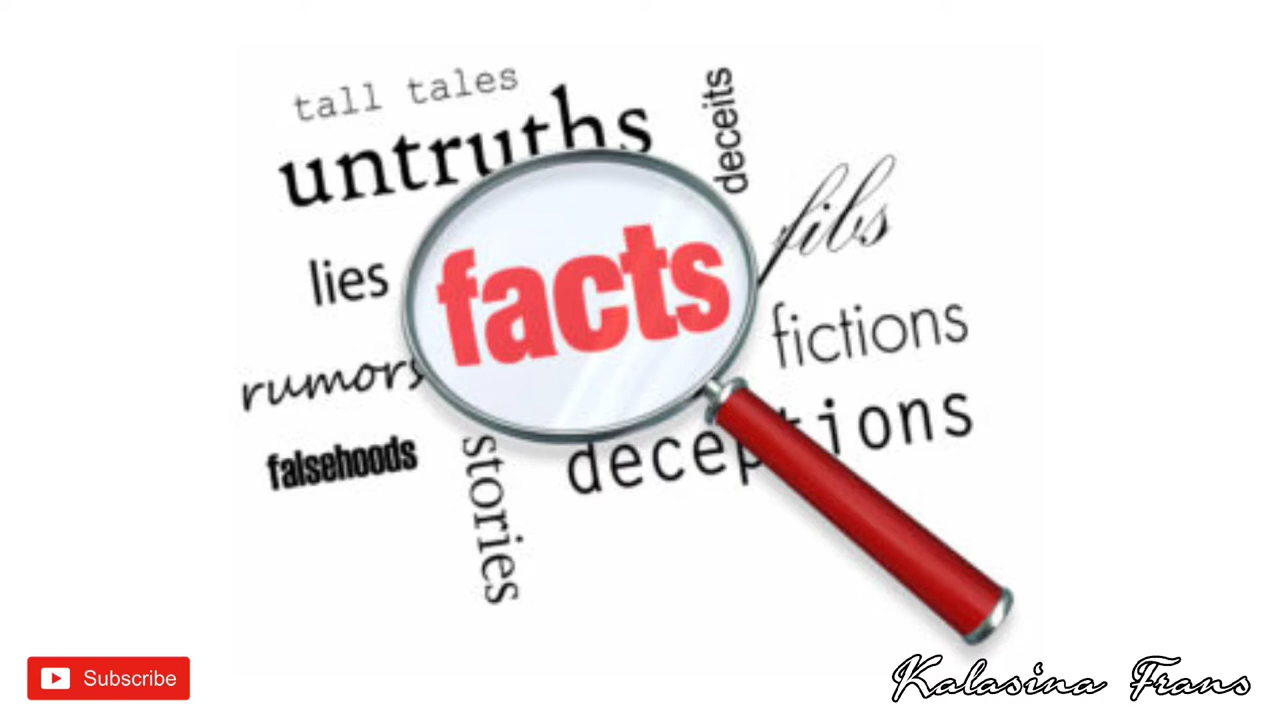 tall tales
untruths
deceits
fibs
lies
facts
fictions
rumors
deceptions
falsehoods
stories
Subscribe
Kalasina Frans